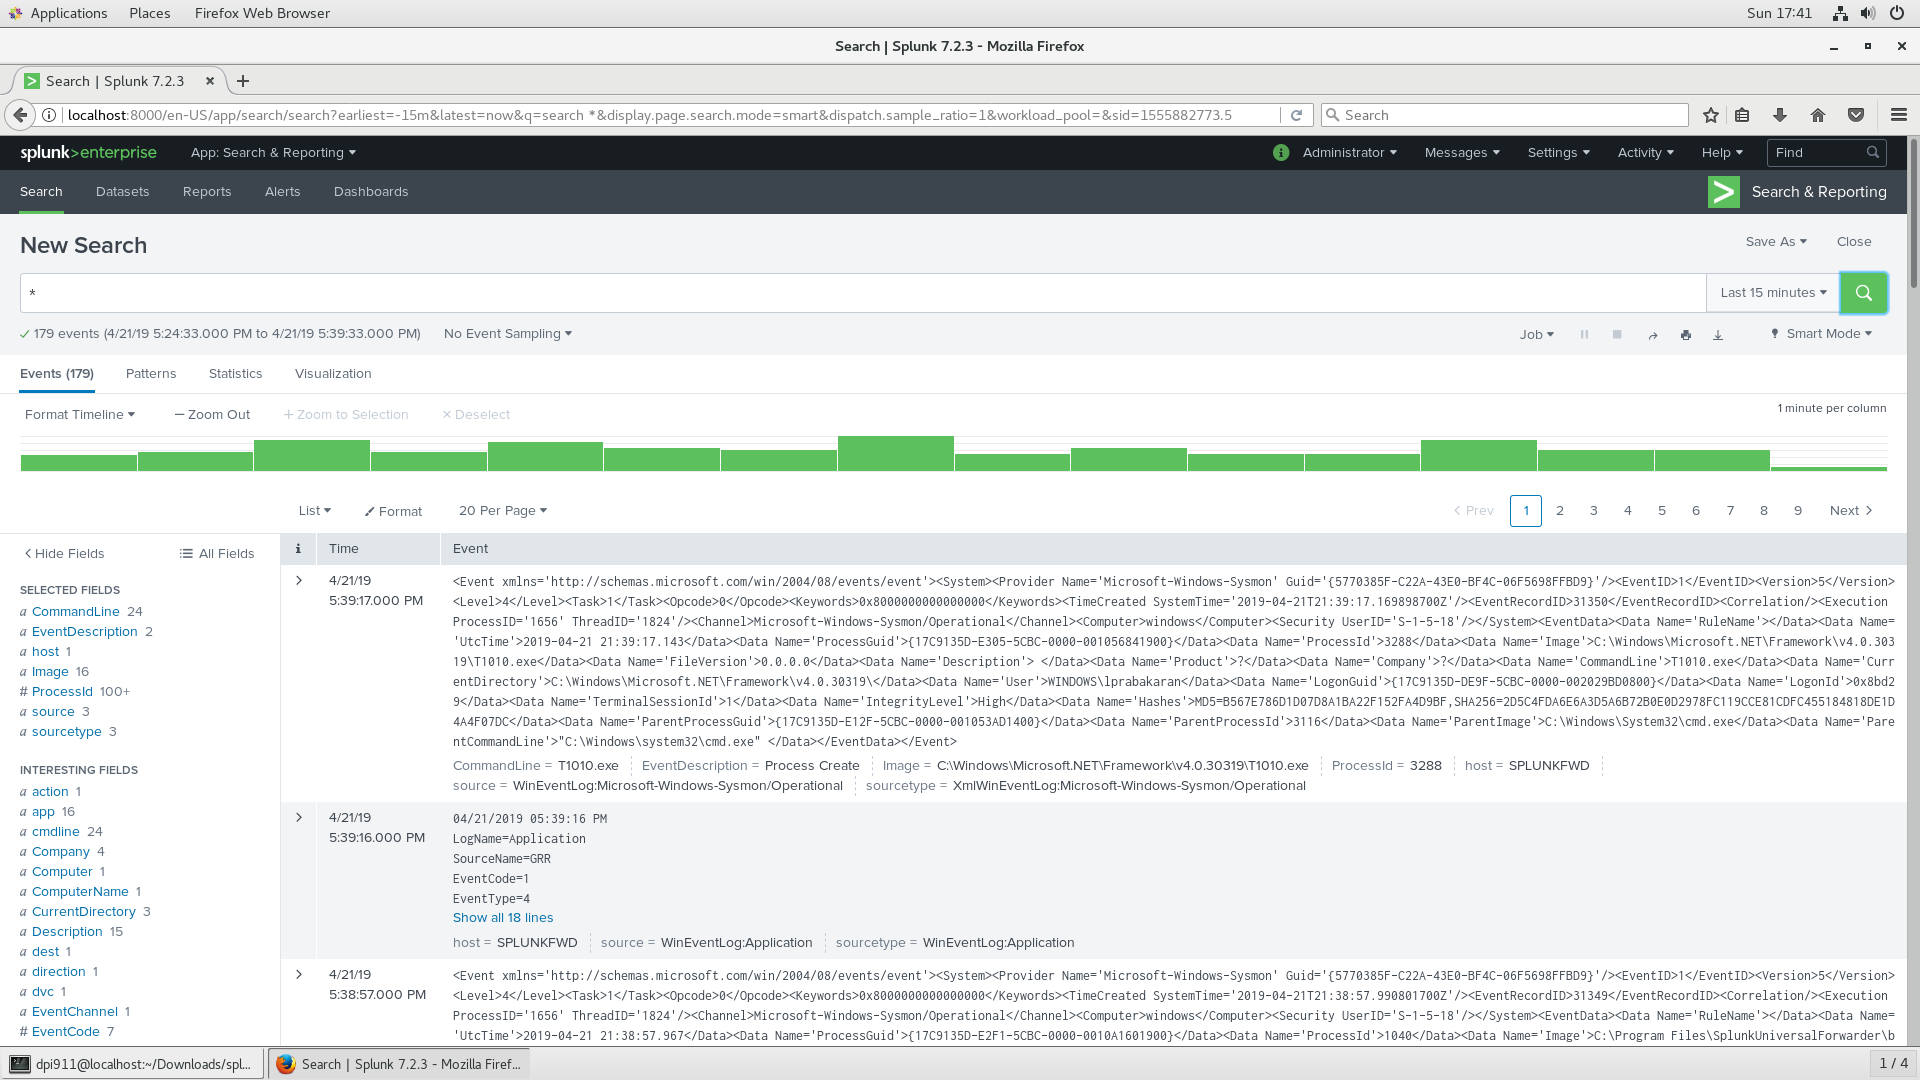 Applications Places Firefox Web Browser Sun 17:41
Search | Splunk 7.2.3 - Mozilla Firefox
Search | Splunk 7.2.3
localhost:8000/en-US/app/search/search?earliest=-15m&latest=now&q=search *&display.page.search.mode=smart&dispatch.sample_ratio=1&workload_pool=&sid=1555882773.5 Search
splunk>enterprise App: Search & Reporting Administrator Messages Settings Activity Help Find
Search Datasets Reports Alerts Dashboards Search & Reporting
New Search Save As Close
* Last 15 minutes
179 events (4/21/19 5:24:33.000 PM to 4/21/19 5:39:33.000 PM) No Event Sampling Job Smart Mode
Events (179) Patterns Statistics Visualization
Format Timeline — Zoom Out + Zoom to Selection × Deselect 1 minute per column
List Format 20 Per Page < Prev 1 2 3 4 5 6 7 8 9 Next >
< Hide Fields All Fields
i Time Event
SELECTED FIELDS
a CommandLine 24
a EventDescription 2
a host 1
a Image 16
# ProcessId 100+
a source 3
a sourcetype 3
INTERESTING FIELDS
a action 1
a app 16
a cmdline 24
a Company 4
a Computer 1
a ComputerName 1
a CurrentDirectory 3
a Description 15
a dest 1
a direction 1
a dvc 1
a EventChannel 1
# EventCode 7
> 4/21/19
5:39:17.000 PM
<Event xmlns='http://schemas.microsoft.com/win/2004/08/events/event'><System><Provider Name='Microsoft-Windows-Sysmon' Guid='{5770385F-C22A-43E0-BF4C-06F5698FFBD9}'/><EventID>1</EventID><Version>5</Version>
<Level>4</Level><Task>1</Task><Opcode>0</Opcode><Keywords>0x8000000000000000</Keywords><TimeCreated SystemTime='2019-04-21T21:39:17.169898700Z'/><EventRecordID>31350</EventRecordID><Correlation/><Execution
ProcessID='1656' ThreadID='1824'/><Channel>Microsoft-Windows-Sysmon/Operational</Channel><Computer>windows</Computer><Security UserID='S-1-5-18'/></System><EventData><Data Name='RuleName'></Data><Data Name=
'UtcTime'>2019-04-21 21:39:17.143</Data><Data Name='ProcessGuid'>{17C9135D-E305-5CBC-0000-001056841900}</Data><Data Name='ProcessId'>3288</Data><Data Name='Image'>C:\Windows\Microsoft.NET\Framework\v4.0.303
19\T1010.exe</Data><Data Name='FileVersion'>0.0.0.0</Data><Data Name='Description'> </Data><Data Name='Product'>?</Data><Data Name='Company'>?</Data><Data Name='CommandLine'>T1010.exe</Data><Data Name='Curr
entDirectory'>C:\Windows\Microsoft.NET\Framework\v4.0.30319\</Data><Data Name='User'>WINDOWS\lprabakaran</Data><Data Name='LogonGuid'>{17C9135D-DE9F-5CBC-0000-002029BD0800}</Data><Data Name='LogonId'>0x8bd2
9</Data><Data Name='TerminalSessionId'>1</Data><Data Name='IntegrityLevel'>High</Data><Data Name='Hashes'>MD5=B567E786D1D07D8A1BA22F152FA4D9BF,SHA256=2D5C4FDA6E6A3D5A6B72B0E0D2978FC119CCE81CDFC455184818DE1D
4A4F07DC</Data><Data Name='ParentProcessGuid'>{17C9135D-E12F-5CBC-0000-001053AD1400}</Data><Data Name='ParentProcessId'>3116</Data><Data Name='ParentImage'>C:\Windows\System32\cmd.exe</Data><Data Name='Pare
ntCommandLine'>"C:\Windows\system32\cmd.exe" </Data></EventData></Event>
CommandLine = T1010.exe EventDescription = Process Create Image = C:\Windows\Microsoft.NET\Framework\v4.0.30319\T1010.exe ProcessId = 3288 host = SPLUNKFWD
source = WinEventLog:Microsoft-Windows-Sysmon/Operational sourcetype = XmlWinEventLog:Microsoft-Windows-Sysmon/Operational
> 4/21/19
5:39:16.000 PM
04/21/2019 05:39:16 PM
LogName=Application
SourceName=GRR
EventCode=1
EventType=4
Show all 18 lines
host = SPLUNKFWD source = WinEventLog:Application sourcetype = WinEventLog:Application
> 4/21/19
5:38:57.000 PM
<Event xmlns='http://schemas.microsoft.com/win/2004/08/events/event'><System><Provider Name='Microsoft-Windows-Sysmon' Guid='{5770385F-C22A-43E0-BF4C-06F5698FFBD9}'/><EventID>1</EventID><Version>5</Version>
<Level>4</Level><Task>1</Task><Opcode>0</Opcode><Keywords>0x8000000000000000</Keywords><TimeCreated SystemTime='2019-04-21T21:38:57.990801700Z'/><EventRecordID>31349</EventRecordID><Correlation/><Execution
ProcessID='1656' ThreadID='1824'/><Channel>Microsoft-Windows-Sysmon/Operational</Channel><Computer>windows</Computer><Security UserID='S-1-5-18'/></System><EventData><Data Name='RuleName'></Data><Data Name=
'UtcTime'>2019-04-21 21:38:57.967</Data><Data Name='ProcessGuid'>{17C9135D-E2F1-5CBC-0000-0010A1601900}</Data><Data Name='ProcessId'>1040</Data><Data Name='Image'>C:\Program Files\SplunkUniversalForwarder\b
dpi911@localhost:~/Downloads/spl... Search | Splunk 7.2.3 - Mozilla Firef... 1 / 4